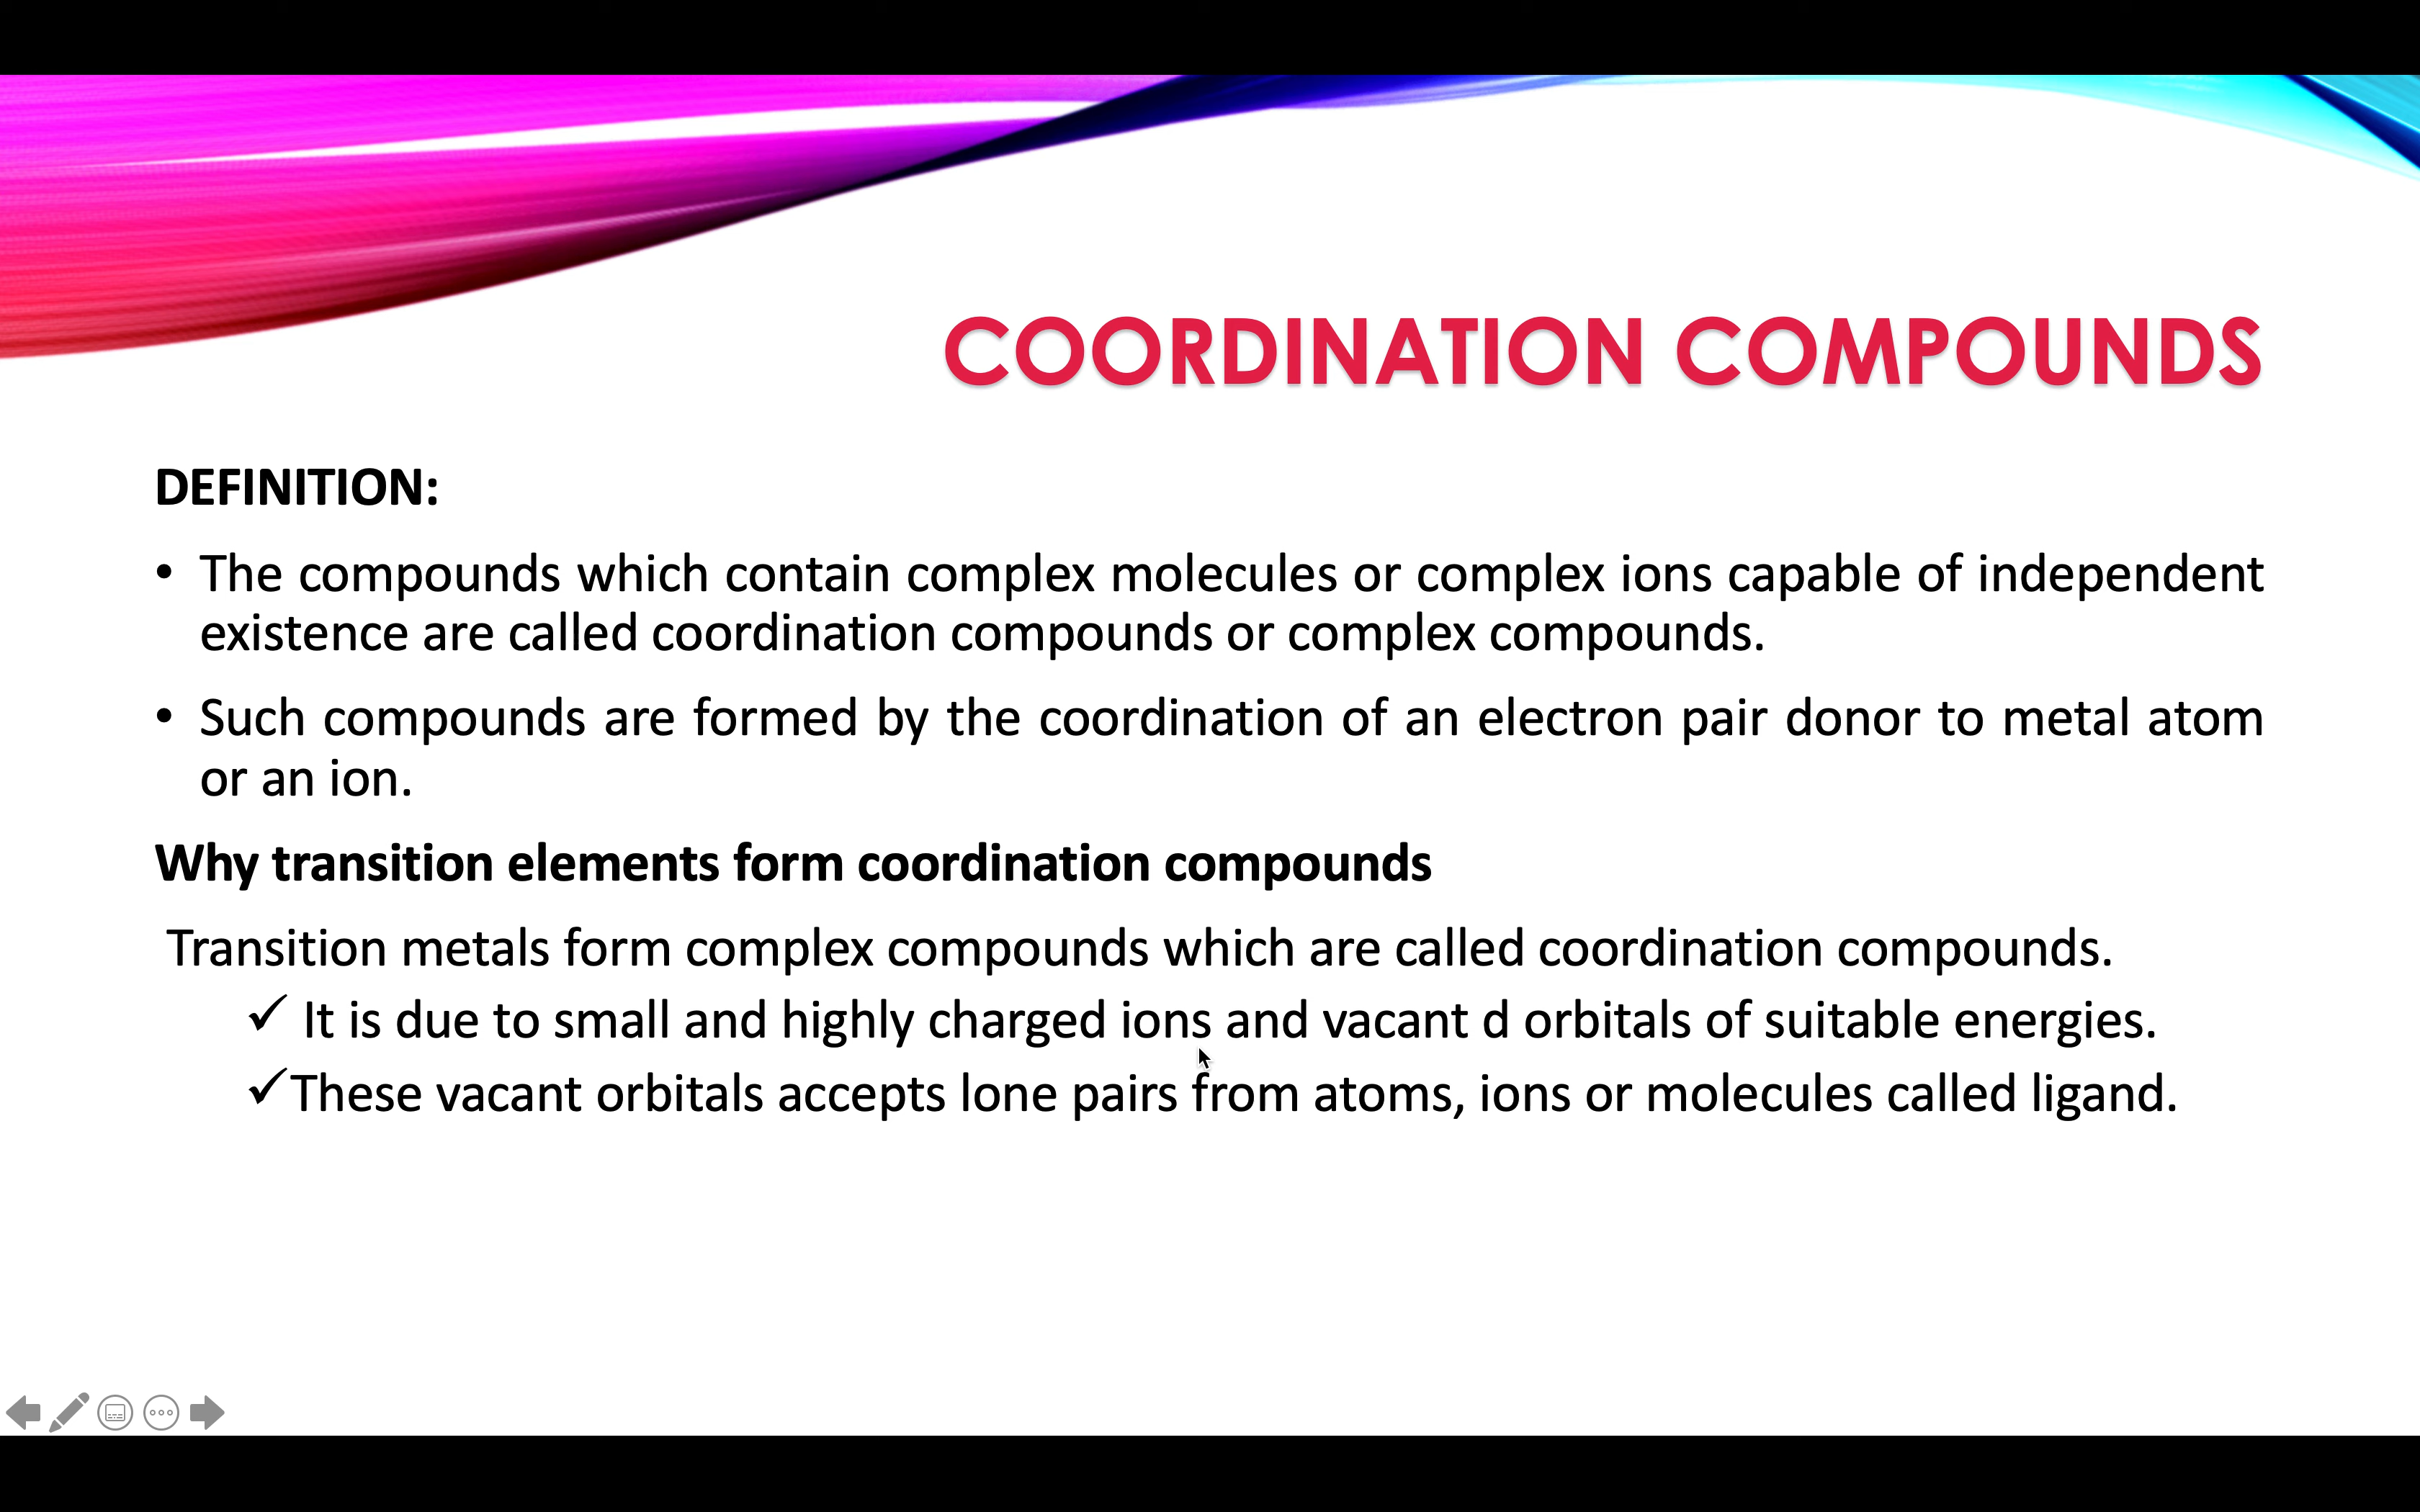 COORDINATION COMPOUNDS
DEFINITION:
• The compounds which contain complex molecules or complex ions capable of independent
existence are called coordination compounds or complex compounds.
• Such compounds are formed by the coordination of an electron pair donor to metal atom
or an ion.
Why transition elements form coordination compounds
Transition metals form complex compounds which are called coordination compounds.
✓ It is due to small and highly charged ions and vacant d orbitals of suitable energies.
✓These vacant orbitals accepts lone pairs from atoms, ions or molecules called ligand.